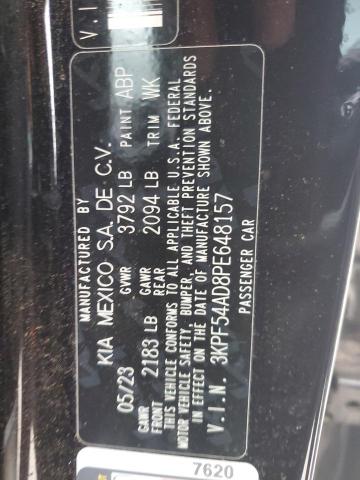 V.I
MANUFACTURED BY
KIA MEXICO S.A. DE C.V.
05/23 GVWR 3792 LB PAINT ABP
GAWR FRONT 2183 LB GAWR REAR 2094 LB TRIM WK
THIS VEHICLE CONFORMS TO ALL APPLICABLE U.S.A. FEDERAL
MOTOR VEHICLE SAFETY, BUMPER, AND THEFT PREVENTION STANDARDS
IN EFFECT ON THE DATE OF MANUFACTURE SHOWN ABOVE.
V.I.N. 3KPF54AD8PE648157
PASSENGER CAR
7620